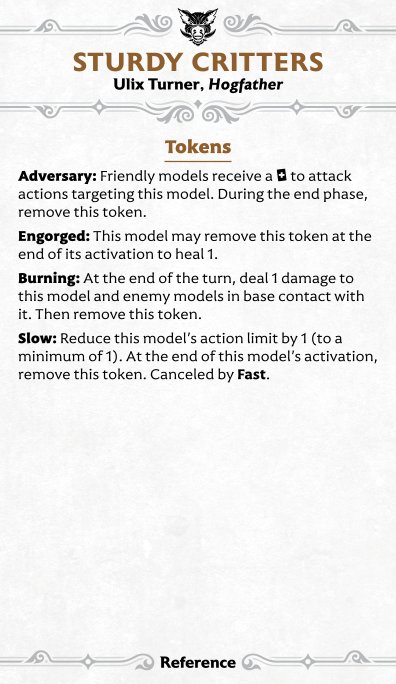 STURDY CRITTERS
Ulix Turner, Hogfather
Tokens
Adversary: Friendly models receive a to attack
actions targeting this model. During the end phase,
remove this token.
Engorged: This model may remove this token at the
end of its activation to heal 1.
Burning: At the end of the turn, deal 1 damage to
this model and enemy models in base contact with
it. Then remove this token.
Slow: Reduce this model’s action limit by 1 (to a
minimum of 1). At the end of this model’s activation,
remove this token. Canceled by Fast.
Reference